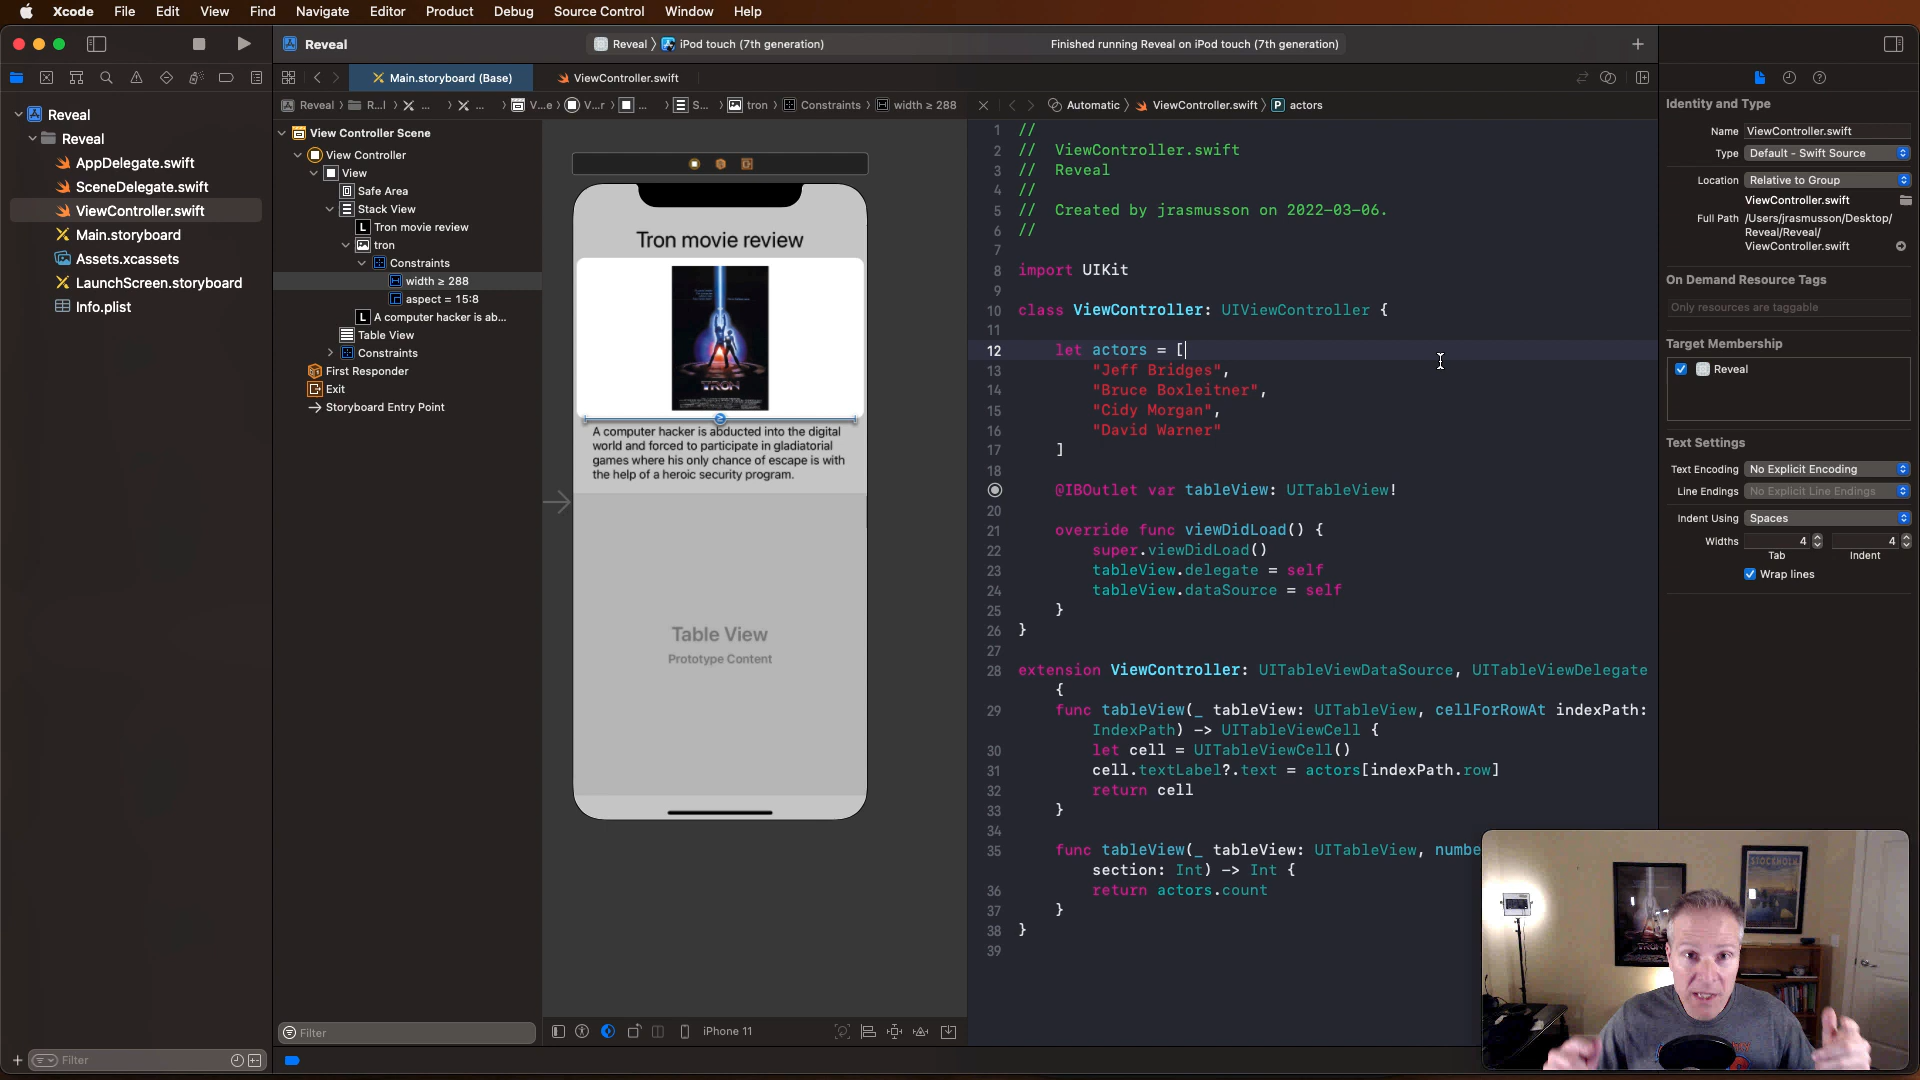 Xcode File Edit View Find Navigate Editor Product Debug Source Control Window Help
Reveal
Reveal 〉 iPod touch (7th generation)
Finished running Reveal on iPod touch (7th generation)
Main.storyboard (Base)
ViewController.swift
Reveal
Reveal
AppDelegate.swift
SceneDelegate.swift
ViewController.swift
Main.storyboard
Assets.xcassets
LaunchScreen.storyboard
Info.plist
Filter
Reveal 〉 R...l 〉 ... 〉 ... 〉 V...e 〉 V...r 〉 ... 〉 S... 〉 tron 〉 Constraints 〉 width ≥ 288
View Controller Scene
View Controller
View
Safe Area
Stack View
L Tron movie review
tron
Constraints
width ≥ 288
aspect = 15:8
L A computer hacker is ab...
Table View
Constraints
First Responder
Exit
Storyboard Entry Point
Filter
Tron movie review
TRON
A computer hacker is abducted into the digital
world and forced to participate in gladiatorial
games where his only chance of escape is with
the help of a heroic security program.
Table View
Prototype Content
iPhone 11
Automatic 〉 ViewController.swift 〉 P actors
1 //
2 //  ViewController.swift
3 //  Reveal
4 //
5 //  Created by jrasmusson on 2022-03-06.
6 //
7
8 import UIKit
9
10 class ViewController: UIViewController {
11
12     let actors = [
13         "Jeff Bridges",
14         "Bruce Boxleitner",
15         "Cidy Morgan",
16         "David Warner"
17     ]
18
@IBOutlet var tableView: UITableView!
20
21     override func viewDidLoad() {
22         super.viewDidLoad()
23         tableView.delegate = self
24         tableView.dataSource = self
25     }
26 }
27
28 extension ViewController: UITableViewDataSource, UITableViewDelegate
{
29     func tableView(_ tableView: UITableView, cellForRowAt indexPath:
IndexPath) -> UITableViewCell {
30         let cell = UITableViewCell()
31         cell.textLabel?.text = actors[indexPath.row]
32         return cell
33     }
34
35     func tableView(_ tableView: UITableView, numbe
section: Int) -> Int {
36         return actors.count
37     }
38 }
39
Identity and Type
Name ViewController.swift
Type Default - Swift Source
Location Relative to Group
ViewController.swift
Full Path /Users/jrasmusson/Desktop/
Reveal/Reveal/
ViewController.swift
On Demand Resource Tags
Only resources are taggable
Target Membership
Reveal
Text Settings
Text Encoding No Explicit Encoding
Line Endings No Explicit Line Endings
Indent Using Spaces
Widths 4 4
Tab Indent
Wrap lines
STOCKHOLM